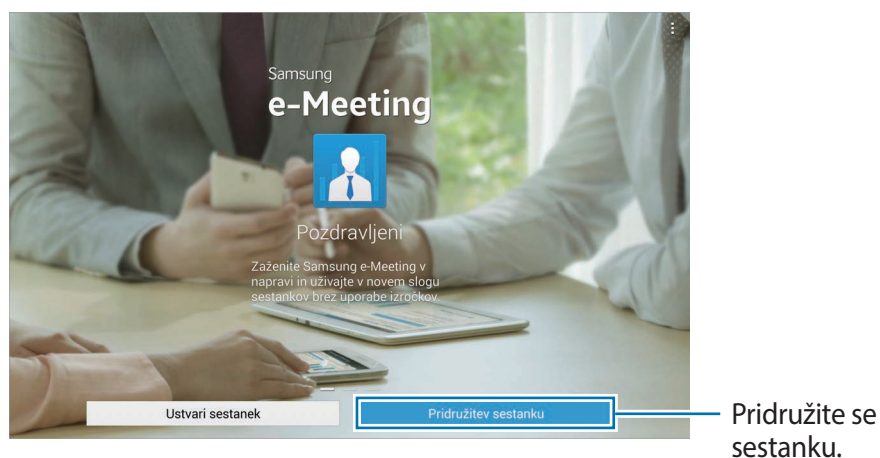 Samsung
e-Meeting
Pozdravljeni
Zaženite Samsung e-Meeting v
napravi in uživajte v novem slogu
sestankov brez uporabe izročkov.
Ustvari sestanek
Pridružitev sestanku
Pridružite se
sestanku.